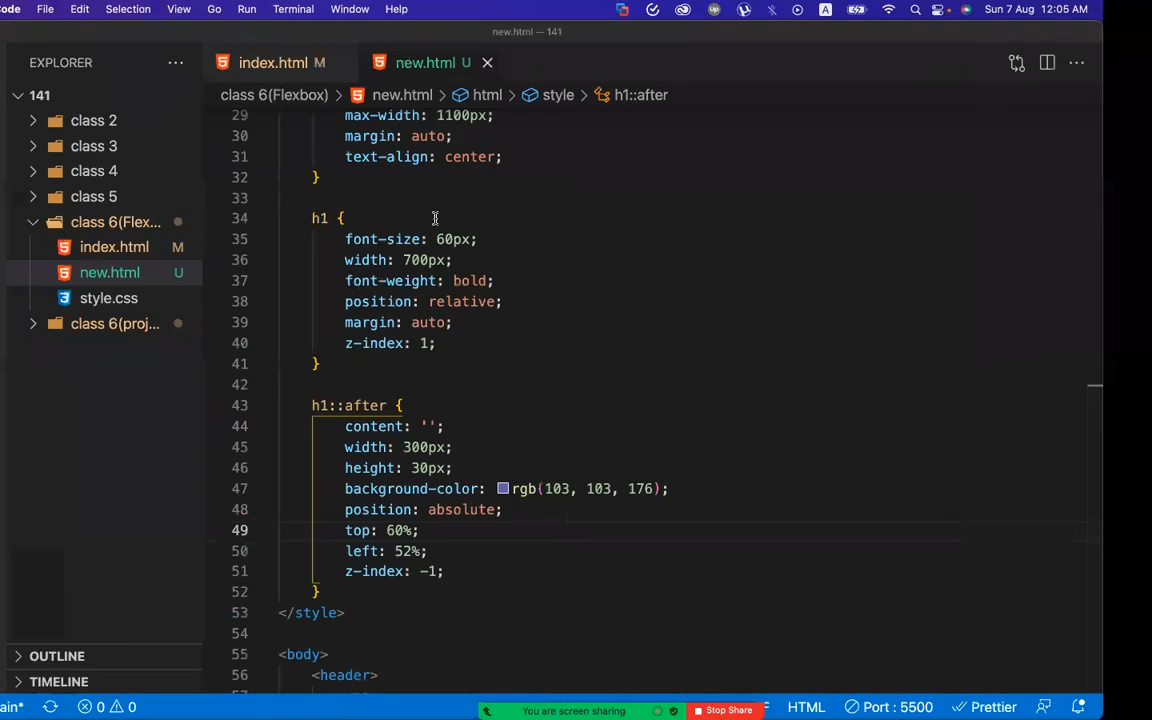 Code File Edit Selection View Go Run Terminal Window Help A Sun 7 Aug 12:05 AM
new.html — 141
EXPLORER
index.html M
new.html U
141
class 6(Flexbox) > new.html > html > style > h1::after
class 2
class 3
class 4
class 5
class 6(Flex...
index.html M
new.html U
style.css
class 6(proj...
29 max-width: 1100px;
30 margin: auto;
31 text-align: center;
32 }
33
34 h1 {
35 font-size: 60px;
36 width: 700px;
37 font-weight: bold;
38 position: relative;
39 margin: auto;
40 z-index: 1;
41 }
42
43 h1::after {
44 content: '';
45 width: 300px;
46 height: 30px;
47 background-color: rgb(103, 103, 176);
48 position: absolute;
49 top: 60%;
50 left: 52%;
51 z-index: -1;
52 }
53 </style>
54
55 <body>
56 <header>
57
OUTLINE
TIMELINE
ain* 0 0 You are screen sharing Stop Share HTML Port : 5500 Prettier